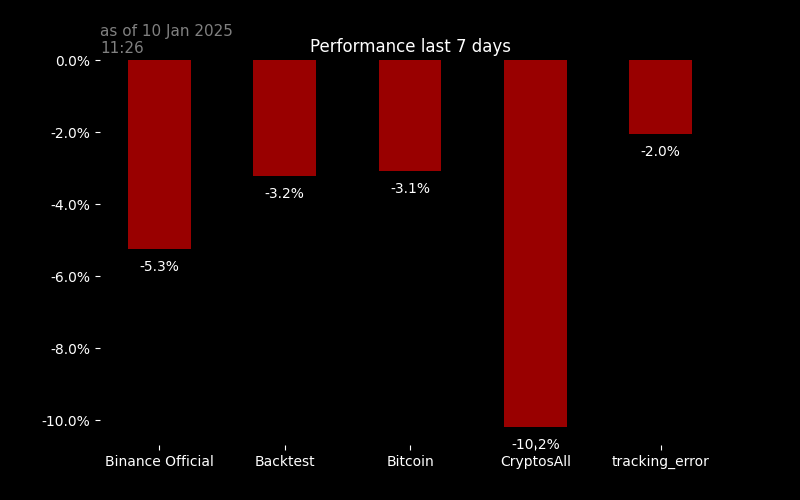 as of 10 Jan 2025
11:26
Performance last 7 days
0.0%
-2.0%
-4.0%
-6.0%
-8.0%
-10.0%
-5.3%
-3.2%
-3.1%
-10.2%
-2.0%
Binance Official
Backtest
Bitcoin
CryptosAll
tracking_error